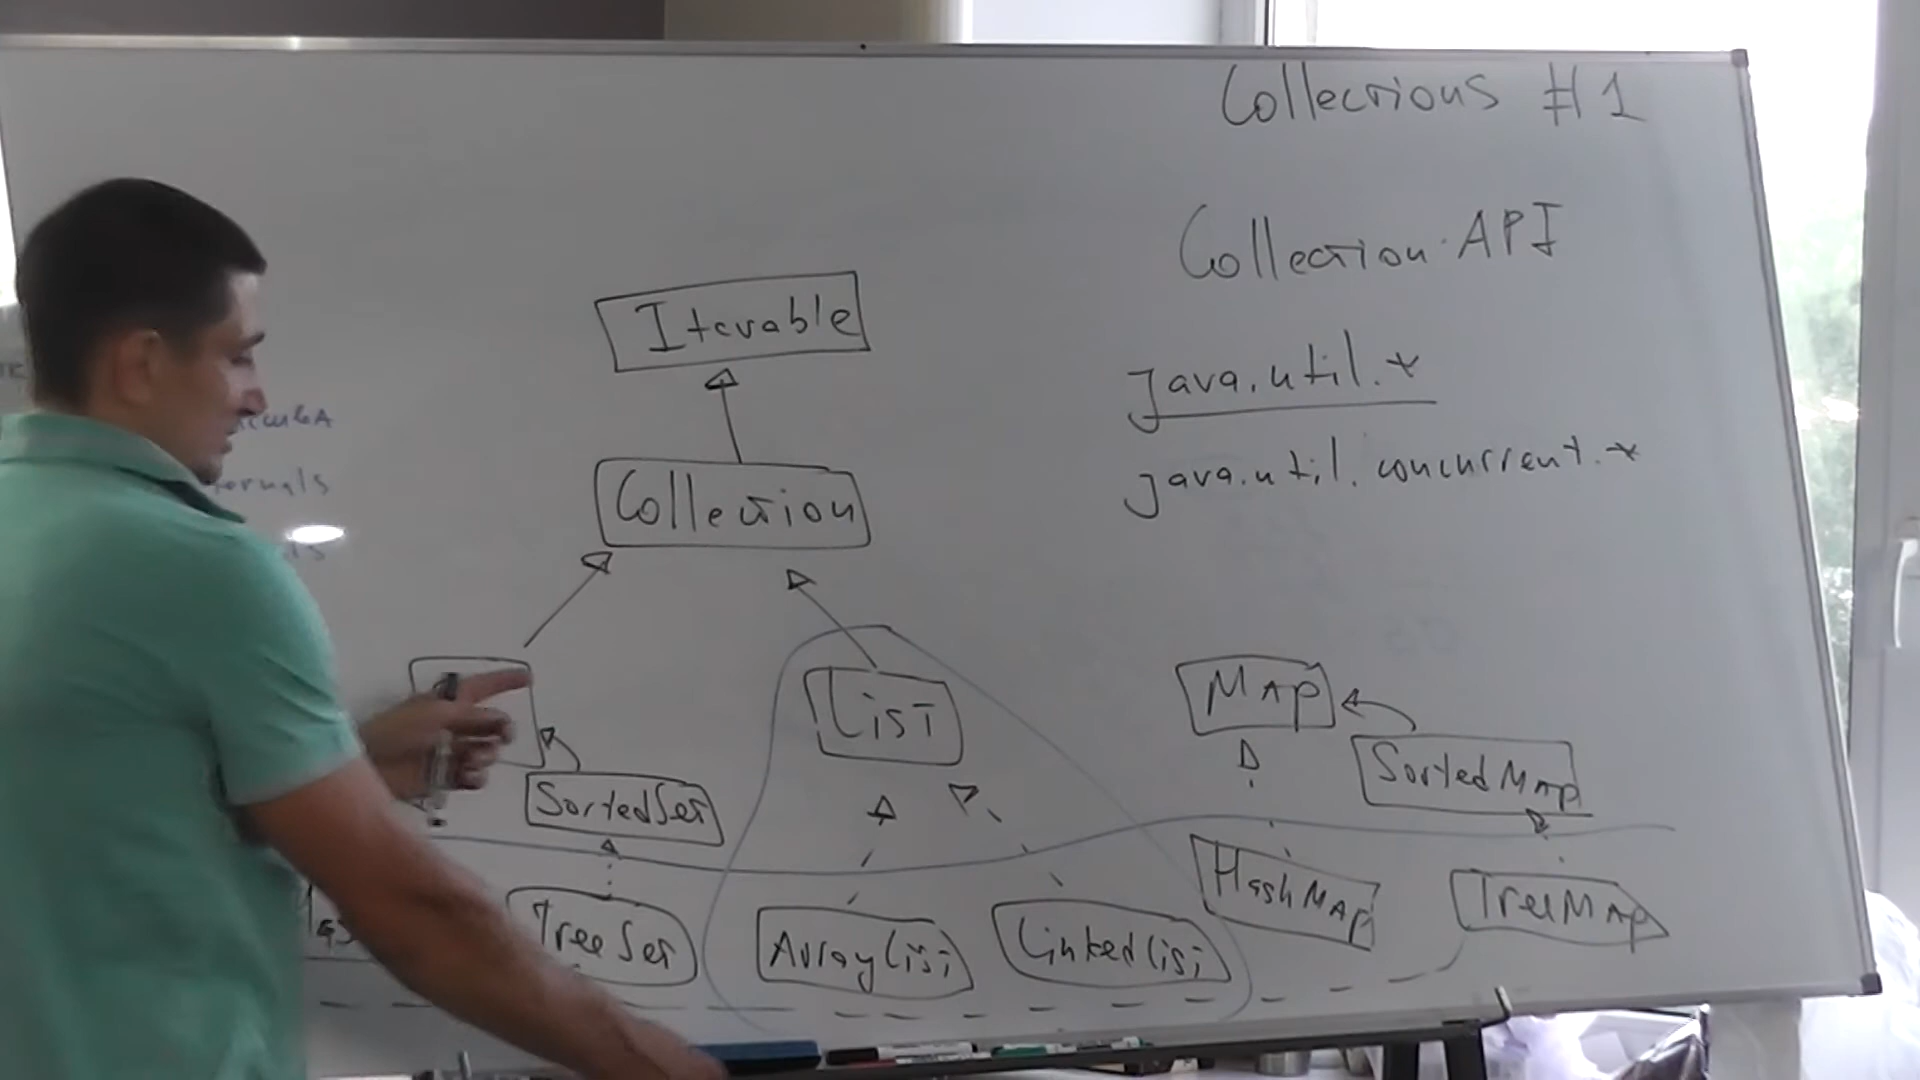 Collections #1
Collection API
java.util.*
java.util.concurrent.*
Iterable
Collection
List
Map
SortedMap
SortedSet
HashMap
TreeMap
TreeSet
ArrayList
LinkedList